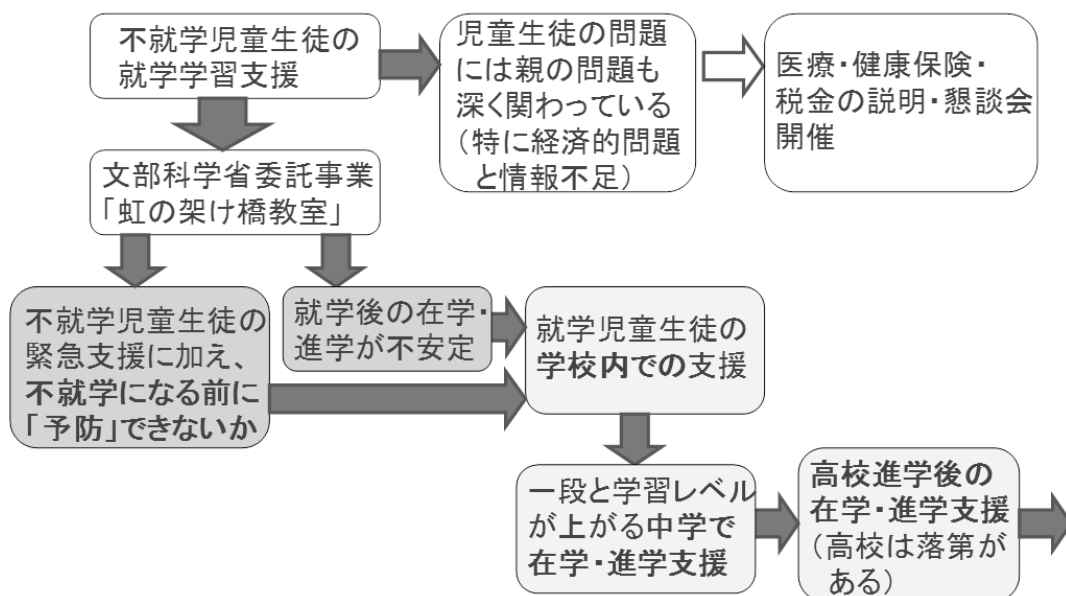 不就学児童生徒の
就学学習支援
児童生徒の問題
には親の問題も
深く関わっている
（特に経済的問題
と情報不足）
医療・健康保険・
税金の説明・懇談会
開催
文部科学省委託事業
「虹の架け橋教室」
不就学児童生徒の
緊急支援に加え、
不就学になる前に
「予防」できないか
就学後の在学・
進学が不安定
就学児童生徒の
学校内での支援
一段と学習レベル
が上がる中学で
在学・進学支援
高校進学後の
在学・進学支援
（高校は落第が
ある）